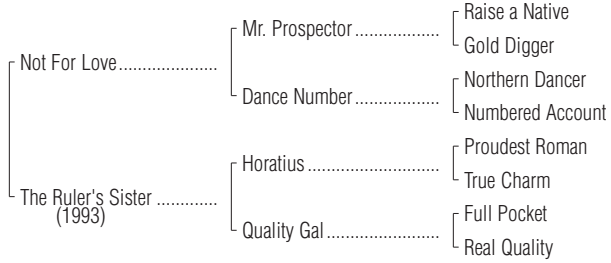 Raise a Native
Mr. Prospector ..................
Gold Digger
Not For Love.....................
Northern Dancer
Dance Number ..................
Numbered Account
Proudest Roman
Horatius ............................
True Charm
The Ruler's Sister .............
(1993)
Full Pocket
Quality Gal........................
Real Quality